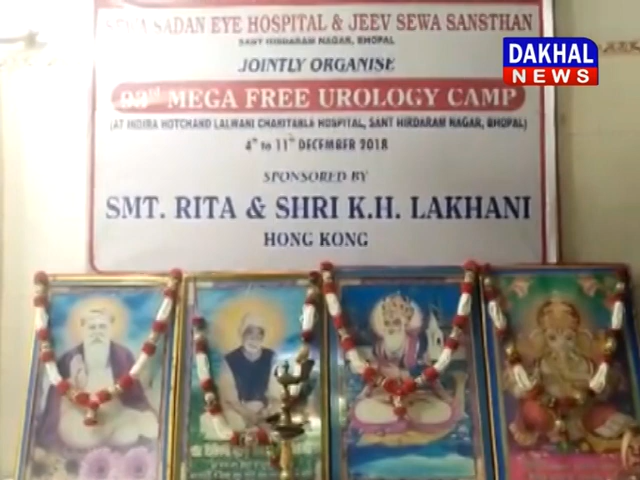 SEWA SADAN EYE HOSPITAL & JEEV SEWA SANSTHAN
SANT HIRDARAM NAGAR, BHOPAL
JOINTLY ORGANISE
MEGA FREE UROLOGY CAMP
(AT INDIRA HOTCHAND LALWANI CHARITABLE HOSPITAL, SANT HIRDARAM NAGAR, BHOPAL)
4th to 11th DECEMBER 2018
SPONSORED BY
SMT. RITA & SHRI K.H. LAKHANI
HONG KONG
DAKHAL
NEWS